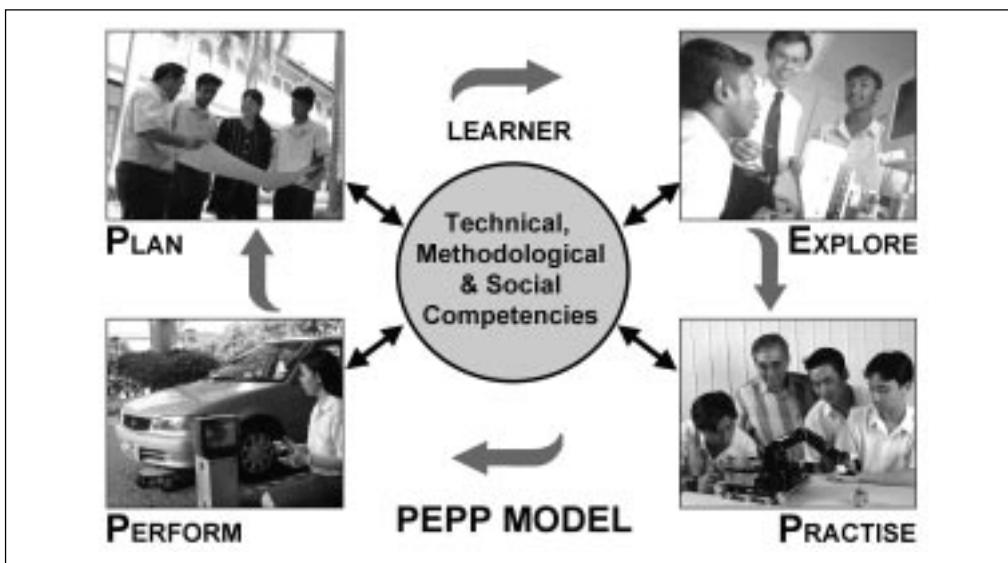 LEARNER
PLAN
EXPLORE
Technical,
Methodological
& Social
Competencies
PERFORM
PEPP MODEL
PRACTISE